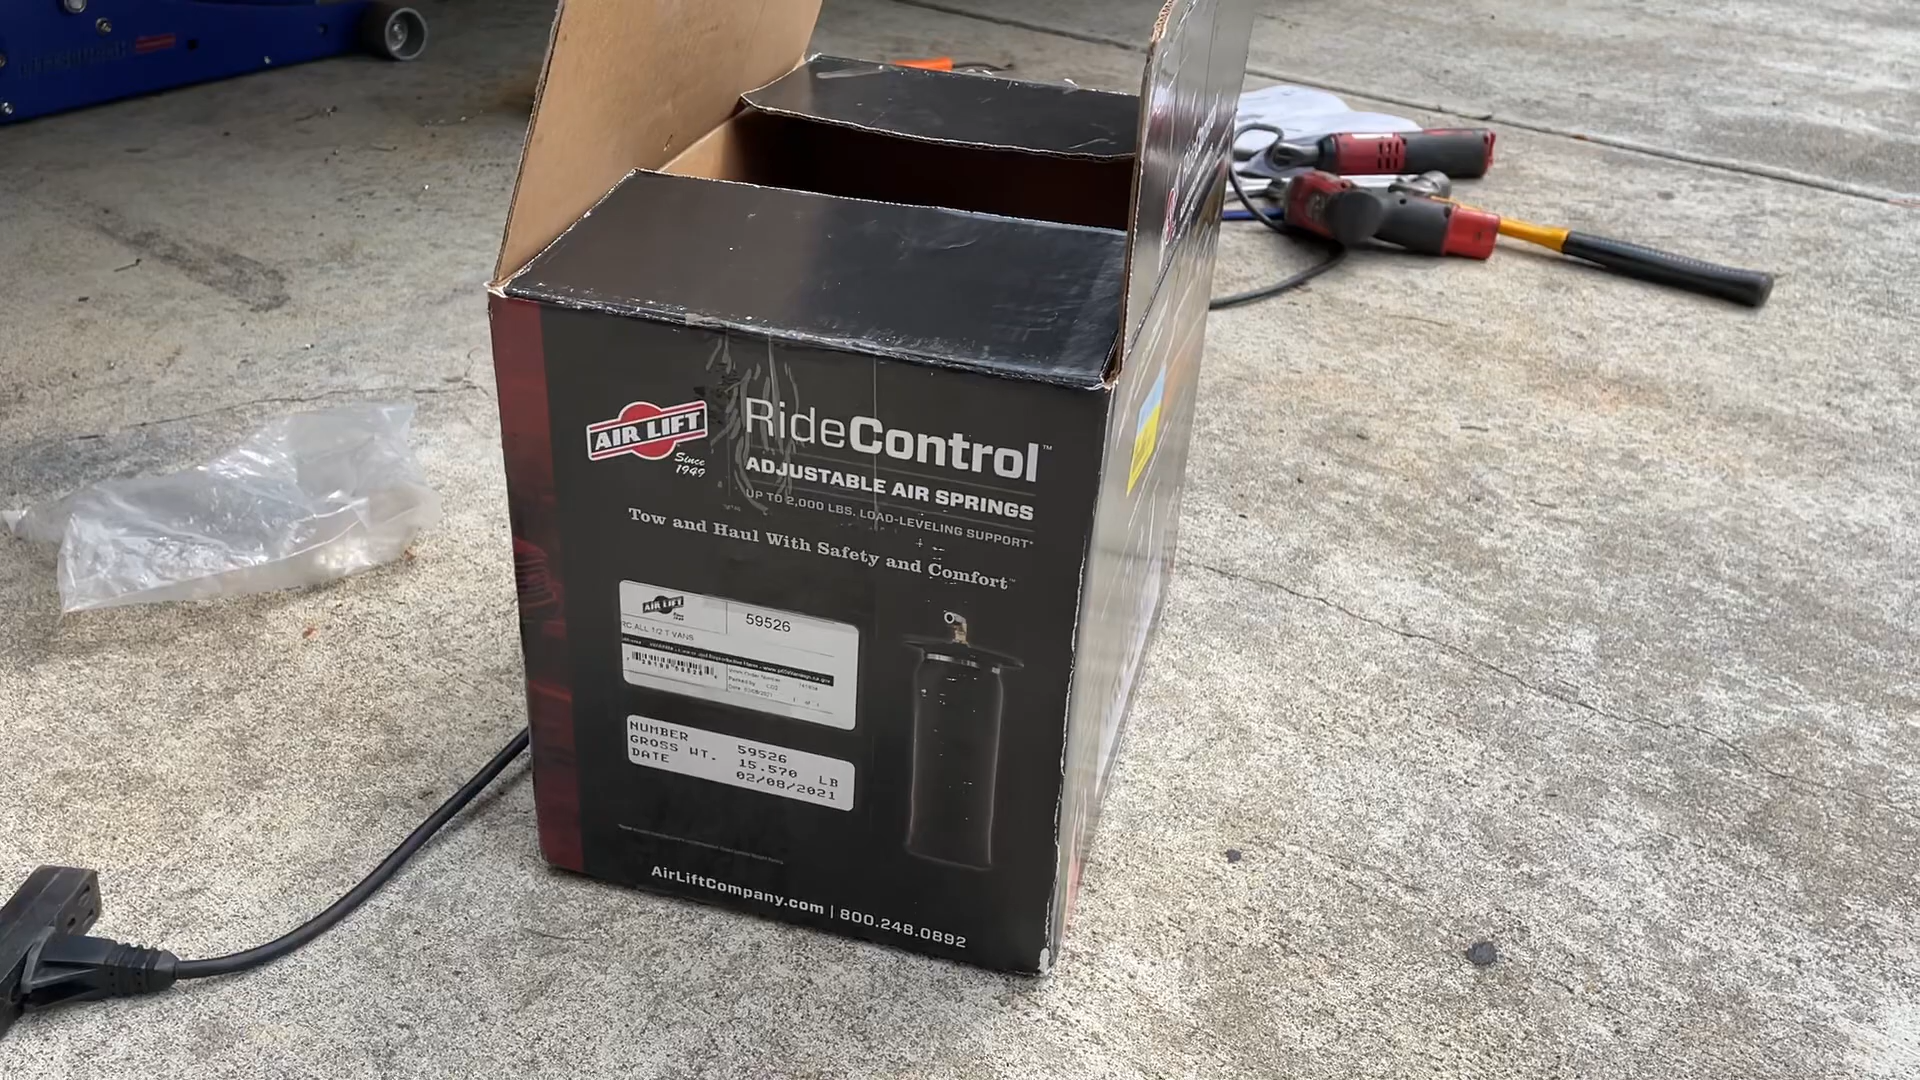 PITTSBURGH
AIR LIFT
Since
1949
RideControl™
ADJUSTABLE AIR SPRINGS
UP TO 2,000 LBS. LOAD-LEVELING SUPPORT*
Tow and Haul With Safety and Comfort™
AIR LIFT
59526
RC ALL 1/2 T VANS
NUMBER 59526
GROSS WT. 15.570 LB
DATE 02/08/2021
AirLiftCompany.com | 800.248.0892